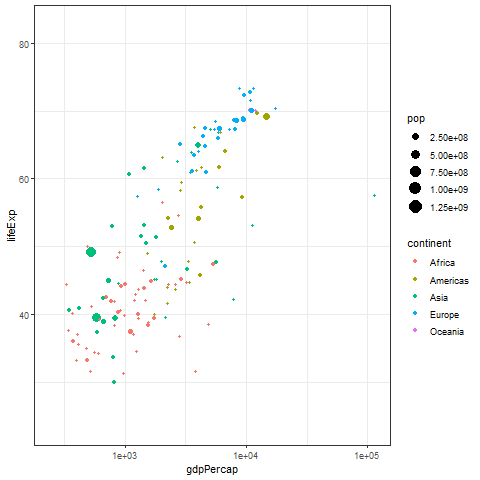 80
60
40
lifeExp
1e+03
1e+04
1e+05
gdpPercap
pop
2.50e+08
5.00e+08
7.50e+08
1.00e+09
1.25e+09
continent
Africa
Americas
Asia
Europe
Oceania